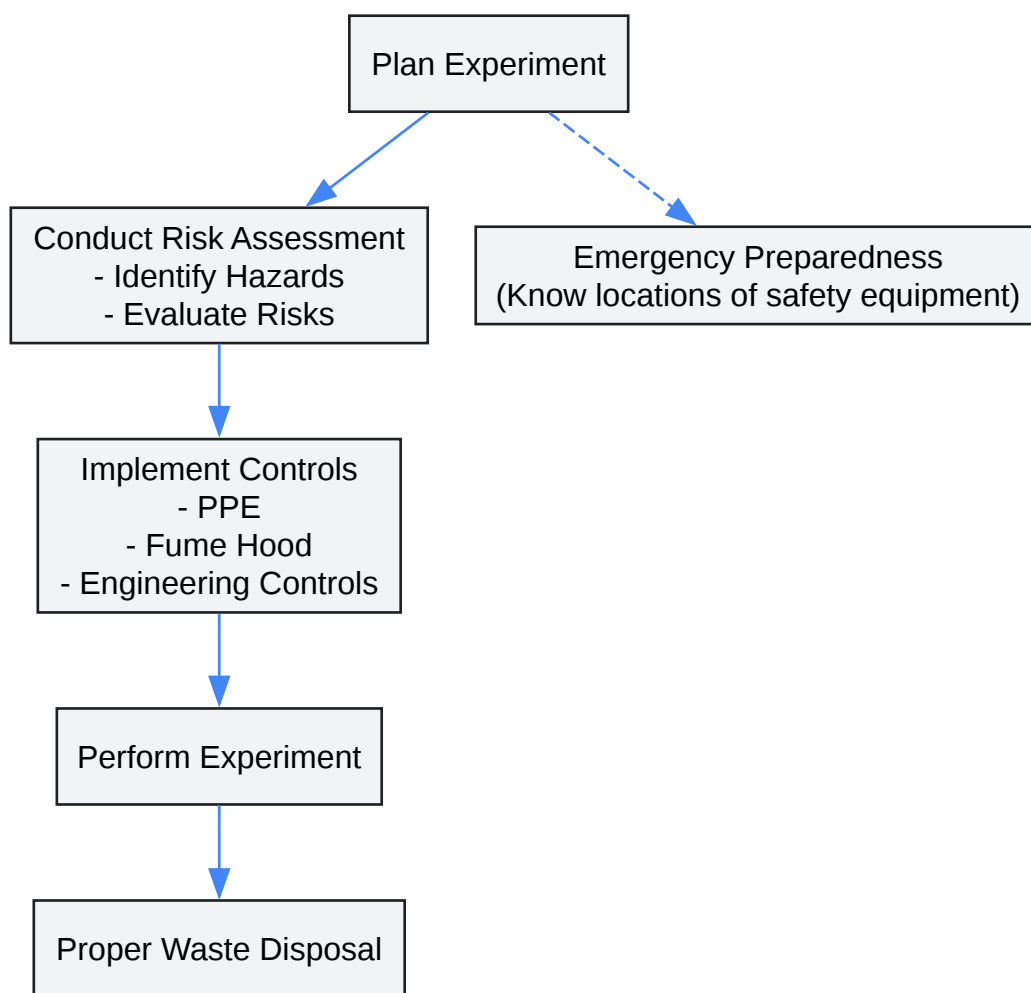 Plan Experiment
Conduct Risk Assessment
- Identify Hazards
- Evaluate Risks
Emergency Preparedness
(Know locations of safety equipment)
Implement Controls
- PPE
- Fume Hood
- Engineering Controls
Perform Experiment
Proper Waste Disposal